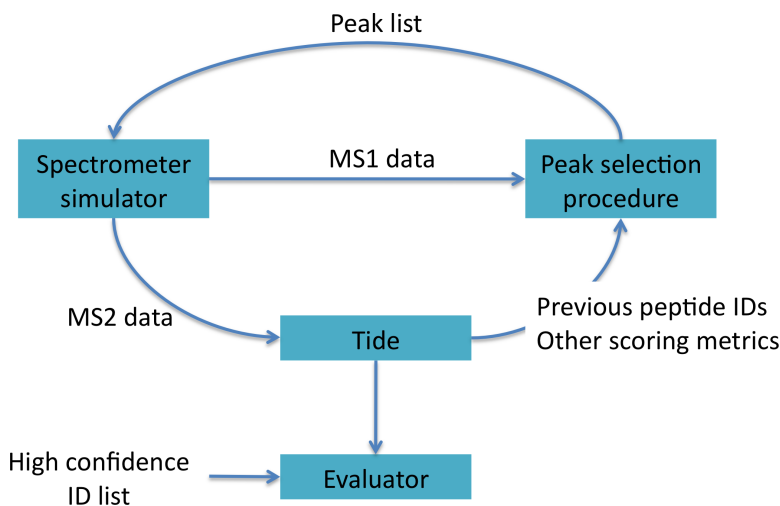 Peak list
Spectrometer
simulator
MS1 data
Peak selection
procedure
MS2 data
Tide
Previous peptide IDs
Other scoring metrics
High confidence
ID list
Evaluator